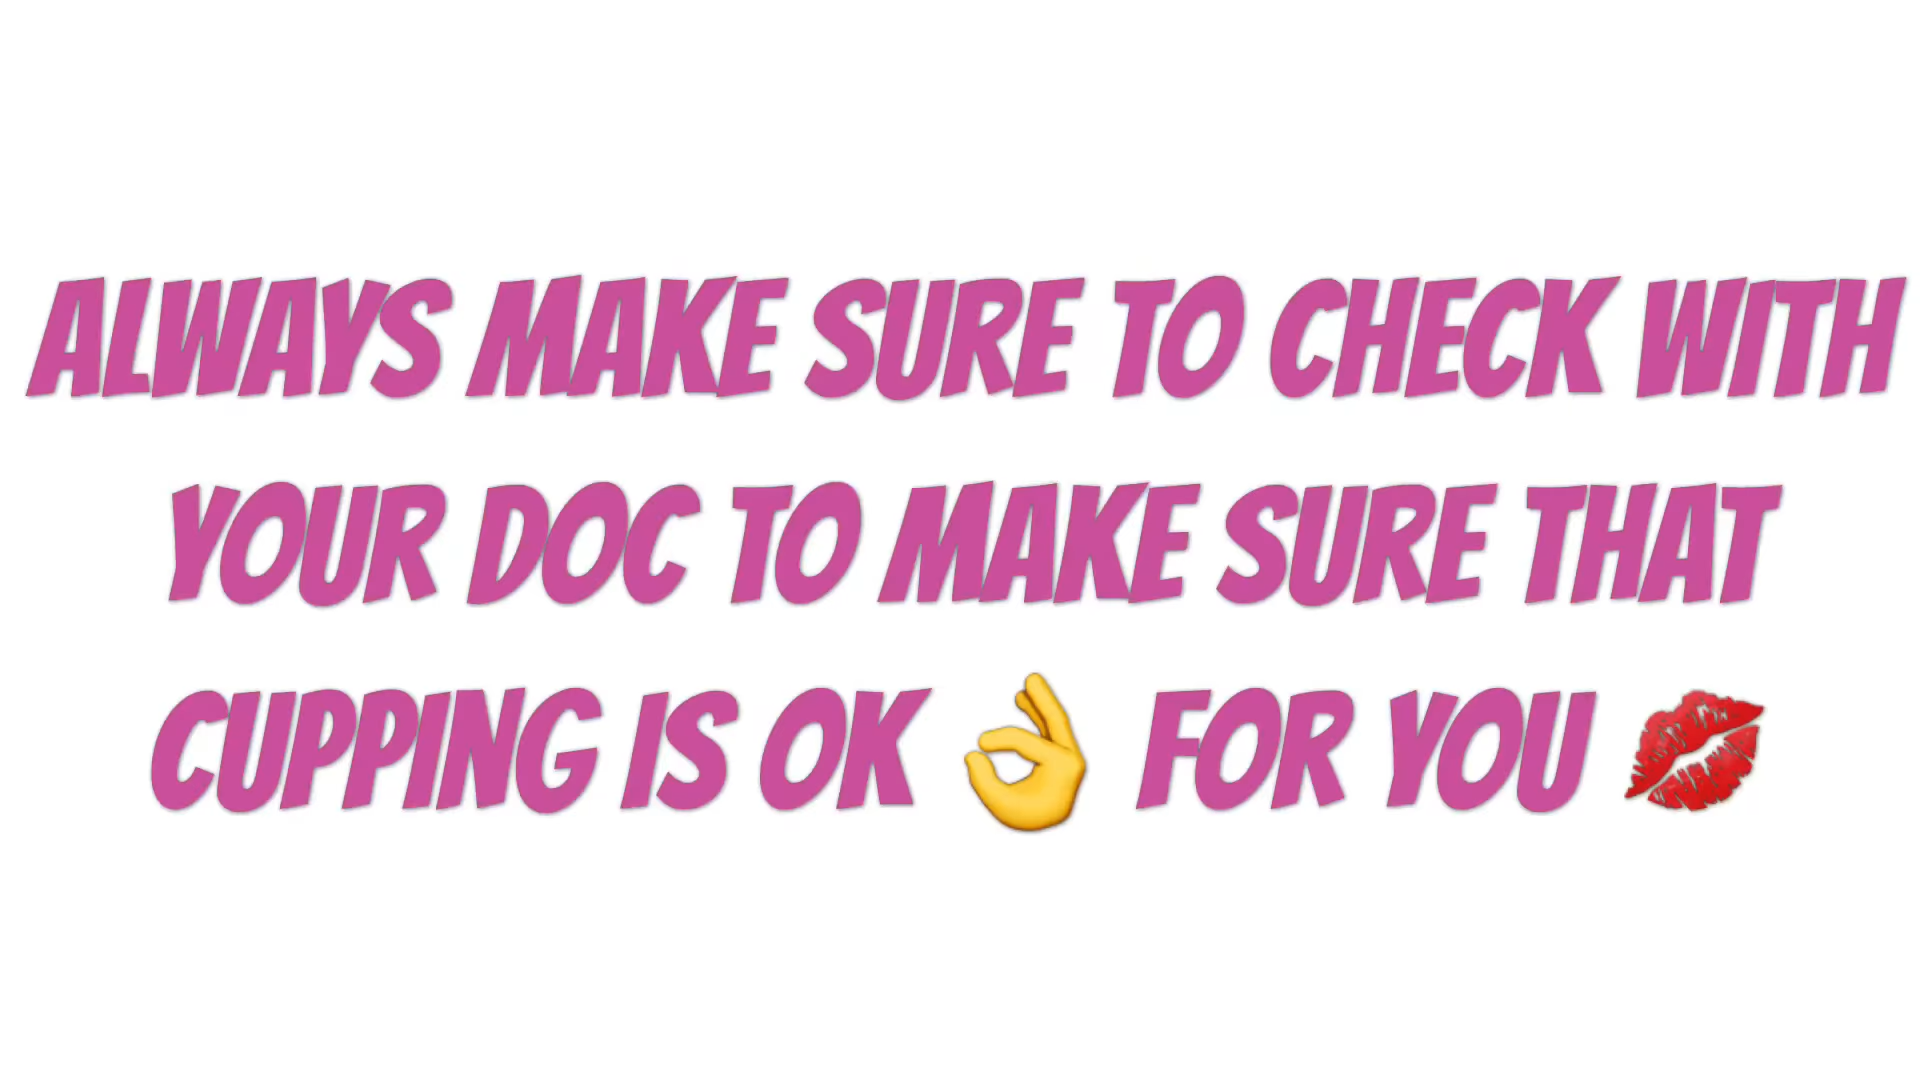 ALWAYS MAKE SURE TO CHECK WITH
YOUR DOC TO MAKE SURE THAT
CUPPING IS OK 👌 FOR YOU 💋